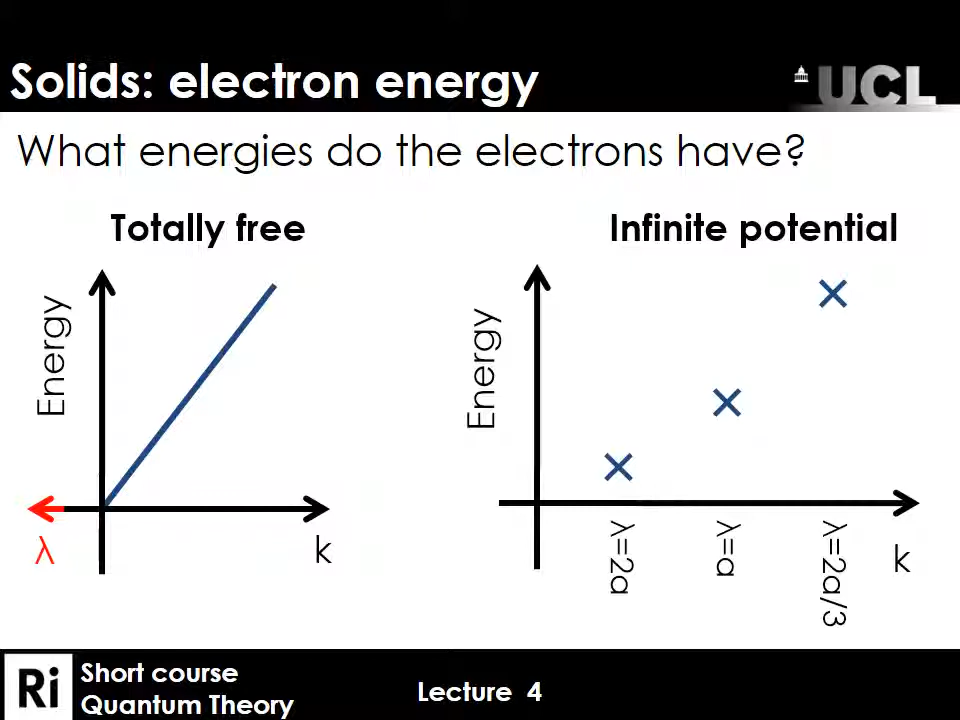 Solids: electron energy
UCL
What energies do the electrons have?
Totally free
Energy
λ
k
Infinite potential
Energy
λ=2a
λ=a
λ=2a/3
k
Ri
Short course
Quantum Theory
Lecture 4